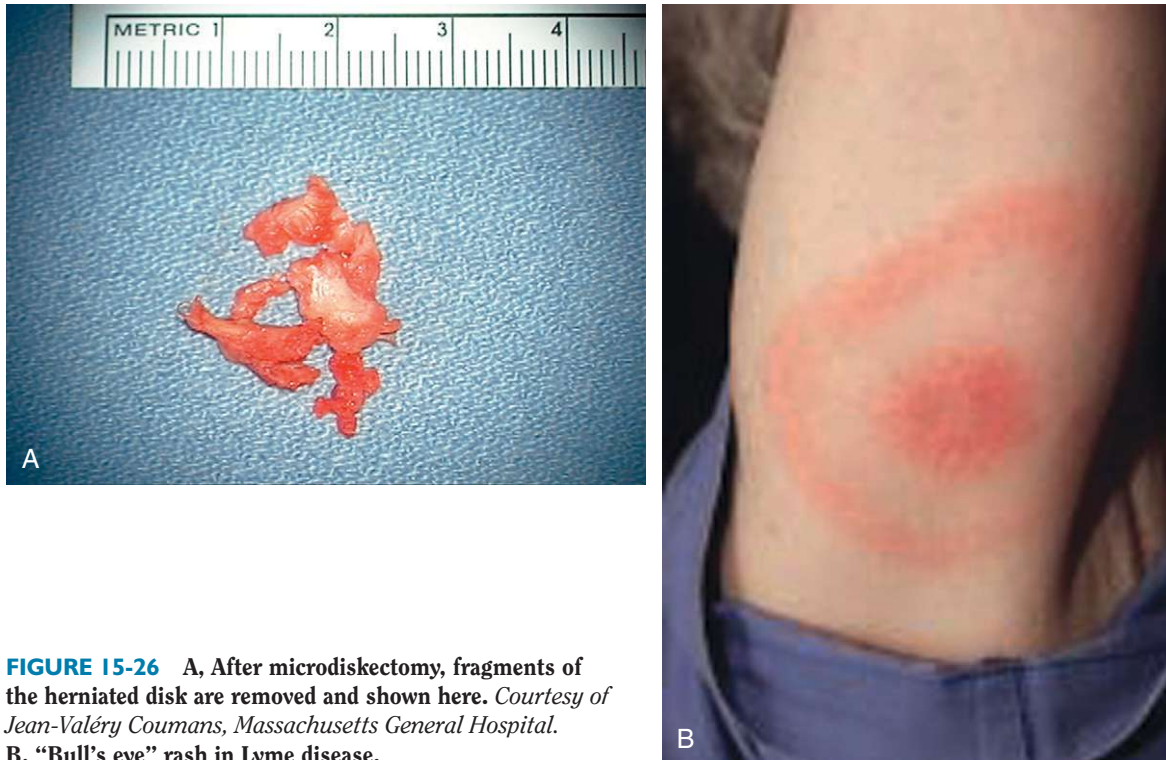 METRIC 1 2 3 4
A
B
FIGURE 15-26 A, After microdiskectomy, fragments of
the herniated disk are removed and shown here. Courtesy of
Jean-Valéry Coumans, Massachusetts General Hospital.
B, “Bull’s eye” rash in Lyme disease.